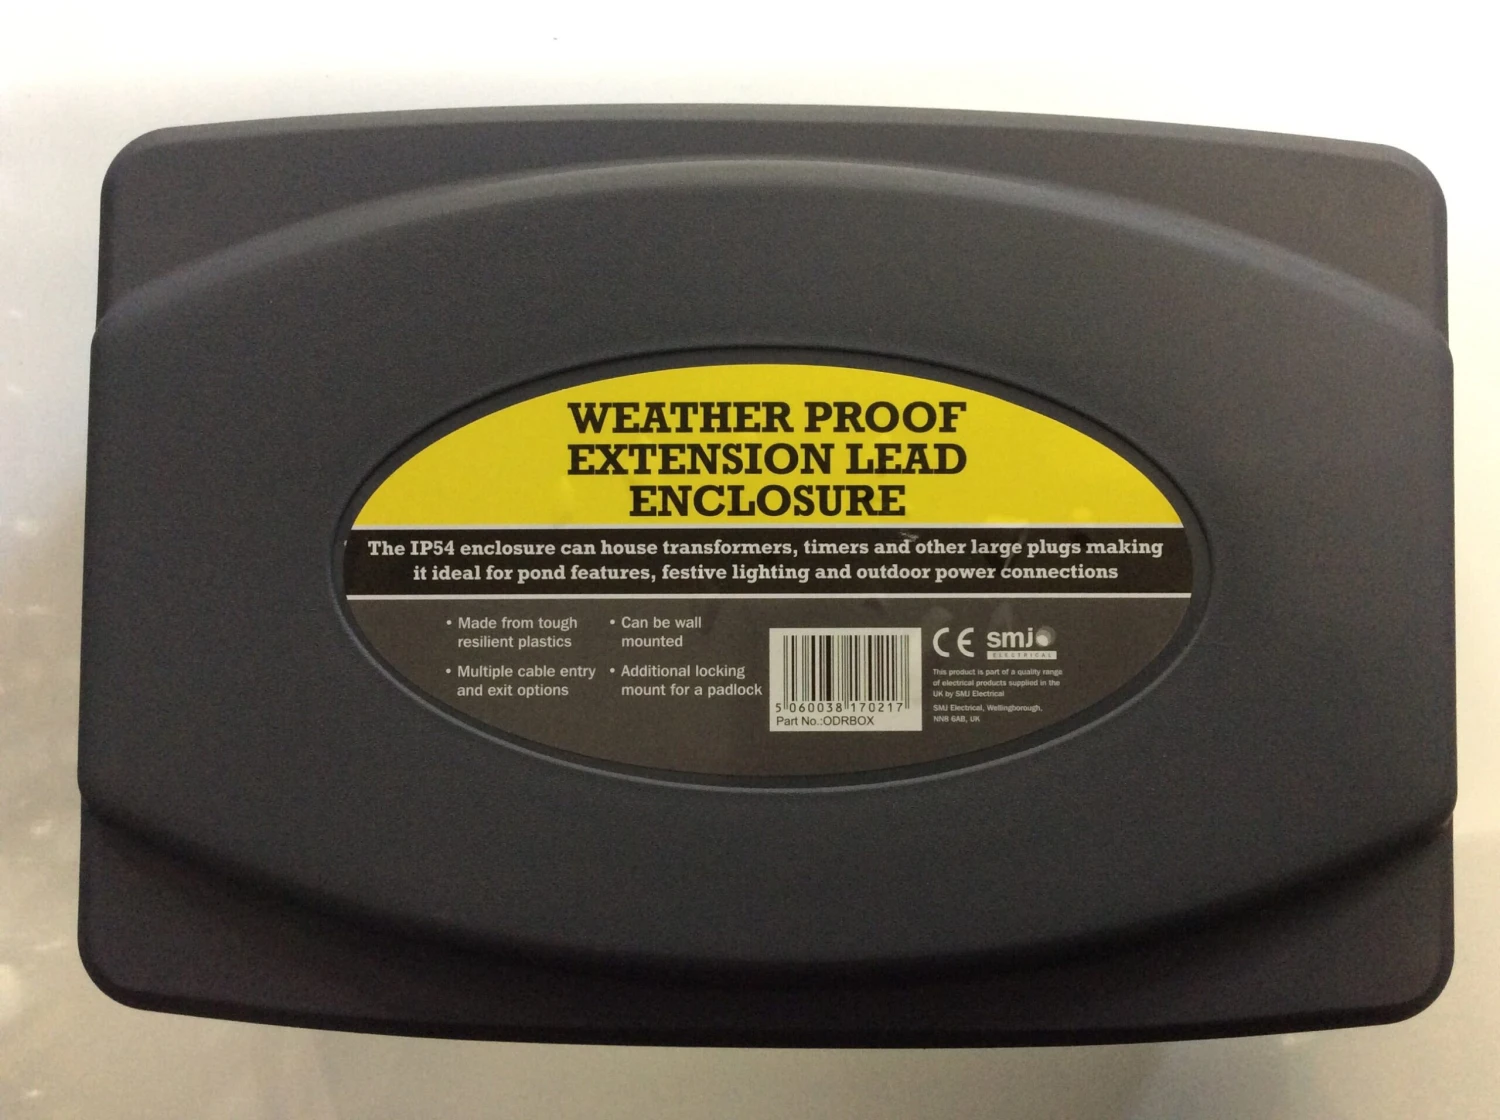 WEATHER PROOF
EXTENSION LEAD
ENCLOSURE
The IP54 enclosure can house transformers, timers and other large plugs making
it ideal for pond features, festive lighting and outdoor power connections
• Made from tough
resilient plastics
• Multiple cable entry
and exit options
• Can be wall
mounted
• Additional locking
mount for a padlock
5 060038 170217
Part No.:ODRBOX
CE
smj
ELECTRICAL
This product is part of a quality range
of electrical products supplied in the
UK by SMJ Electrical
SMJ Electrical, Wellingborough,
NN8 6AB, UK